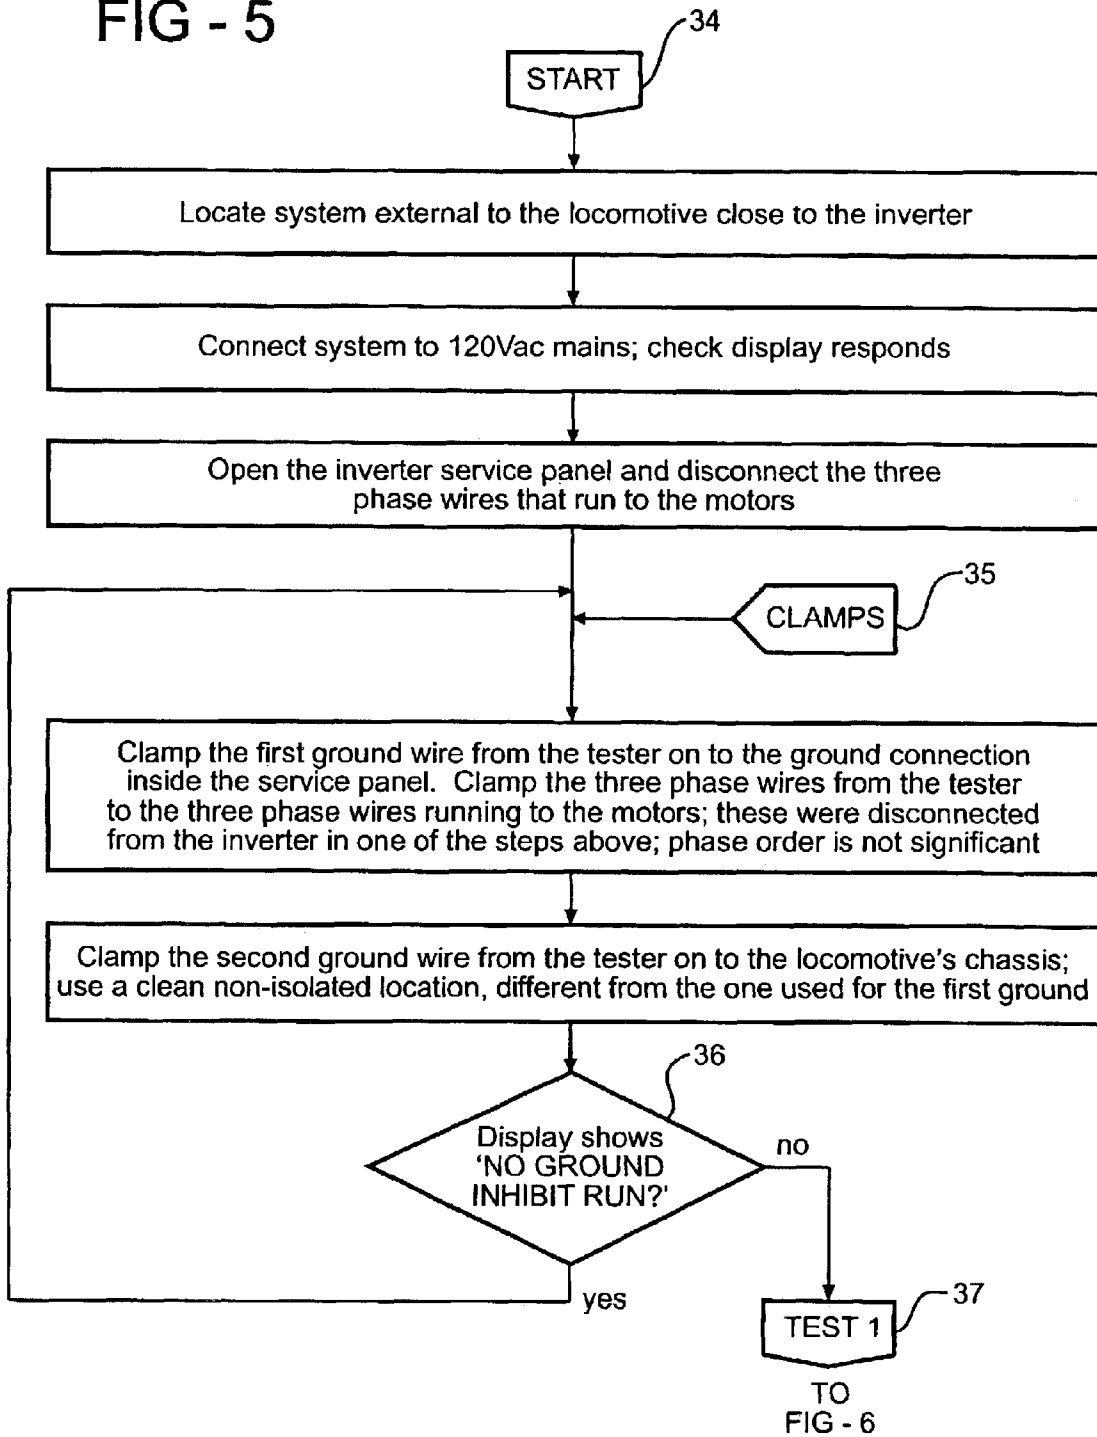 FIG - 5
34
START
Locate system external to the locomotive close to the inverter
Connect system to 120Vac mains; check display responds
Open the inverter service panel and disconnect the three
phase wires that run to the motors
35
CLAMPS
Clamp the first ground wire from the tester on to the ground connection
inside the service panel. Clamp the three phase wires from the tester
to the three phase wires running to the motors; these were disconnected
from the inverter in one of the steps above; phase order is not significant
Clamp the second ground wire from the tester on to the locomotive's chassis;
use a clean non-isolated location, different from the one used for the first ground
36
Display shows
'NO GROUND
INHIBIT RUN?'
no
yes
37
TEST 1
TO
FIG - 6